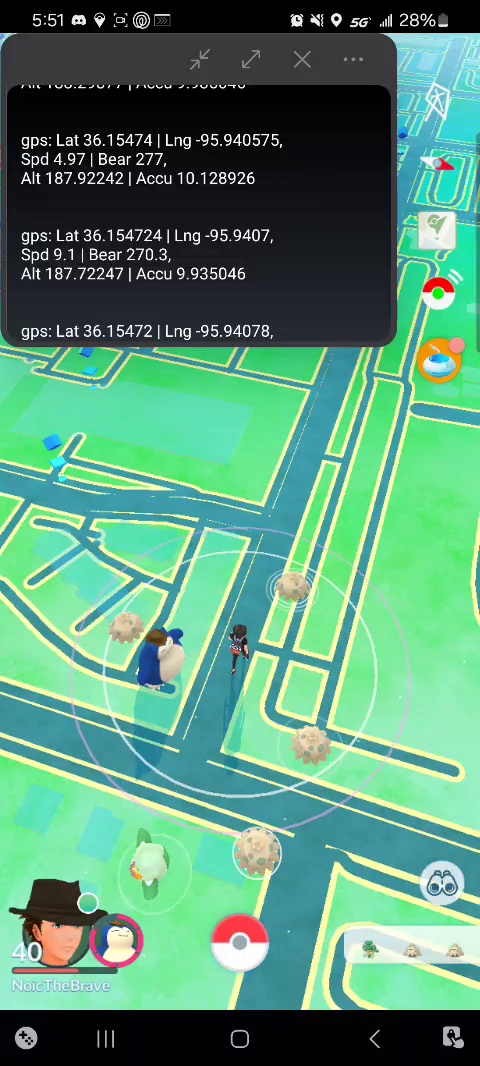 5:51
5G
28%
gps: Lat 36.15474 | Lng -95.940575,
Spd 4.97 | Bear 277,
Alt 187.92242 | Accu 10.128926
gps: Lat 36.154724 | Lng -95.9407,
Spd 9.1 | Bear 270.3,
Alt 187.72247 | Accu 9.935046
gps: Lat 36.15472 | Lng -95.94078,
40
NoicTheBrave